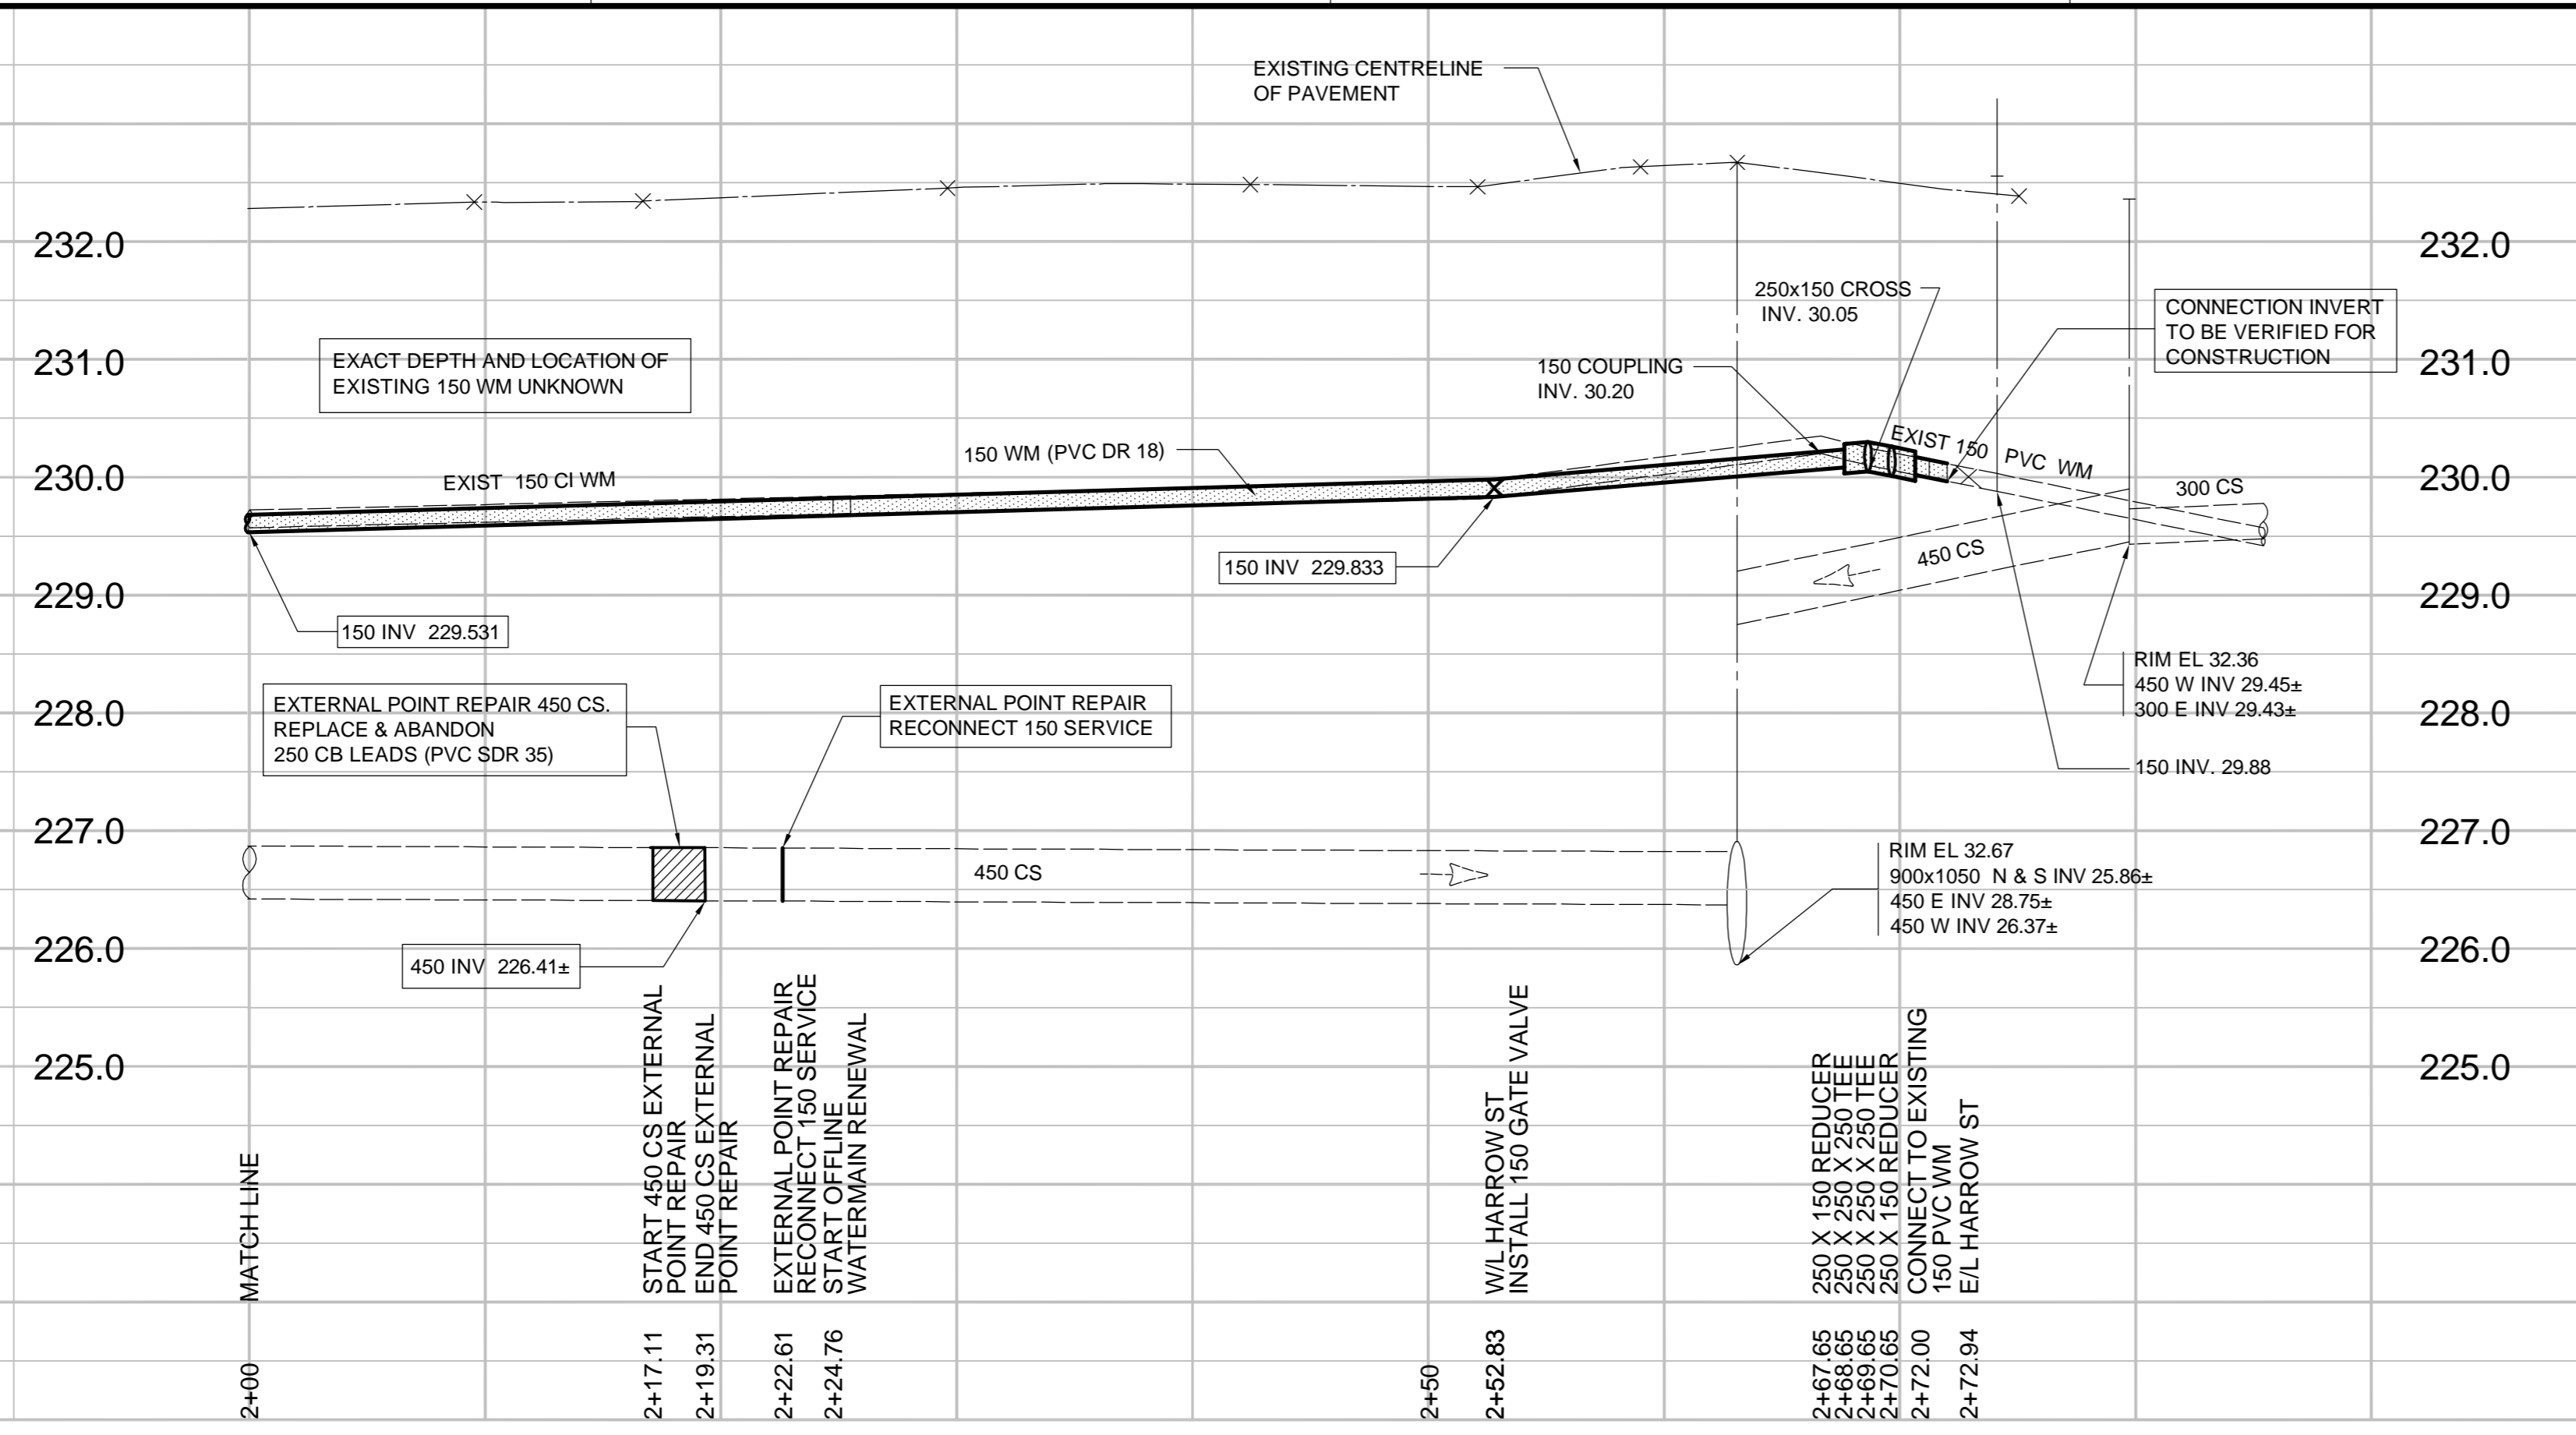 EXISTING CENTRELINE
OF PAVEMENT
232.0
232.0
250x150 CROSS
INV. 30.05
CONNECTION INVERT
TO BE VERIFIED FOR
CONSTRUCTION
231.0
EXACT DEPTH AND LOCATION OF
EXISTING 150 WM UNKNOWN
150 COUPLING
INV. 30.20
231.0
230.0
EXIST 150 CI WM
150 WM (PVC DR 18)
EXIST 150 PVC WM
300 CS
230.0
229.0
150 INV 229.531
150 INV 229.833
450 CS
229.0
RIM EL 32.36
450 W INV 29.45±
300 E INV 29.43±
150 INV. 29.88
228.0
EXTERNAL POINT REPAIR 450 CS.
REPLACE & ABANDON
250 CB LEADS (PVC SDR 35)
EXTERNAL POINT REPAIR
RECONNECT 150 SERVICE
228.0
227.0
450 CS
227.0
RIM EL 32.67
900x1050 N & S INV 25.86±
450 E INV 28.75±
450 W INV 26.37±
226.0
450 INV 226.41±
226.0
225.0
225.0
MATCH LINE
START 450 CS EXTERNAL
POINT REPAIR
END 450 CS EXTERNAL
POINT REPAIR
EXTERNAL POINT REPAIR
RECONNECT 150 SERVICE
START OFFLINE
WATERMAIN RENEWAL
W/L HARROW ST
INSTALL 150 GATE VALVE
250 X 150 REDUCER
250 X 250 X 250 TEE
250 X 250 X 250 TEE
250 X 150 REDUCER
CONNECT TO EXISTING
150 PVC WM
E/L HARROW ST
2+00
2+17.11
2+19.31
2+22.61
2+24.76
2+50
2+52.83
2+67.65
2+68.65
2+69.65
2+70.65
2+72.00
2+72.94